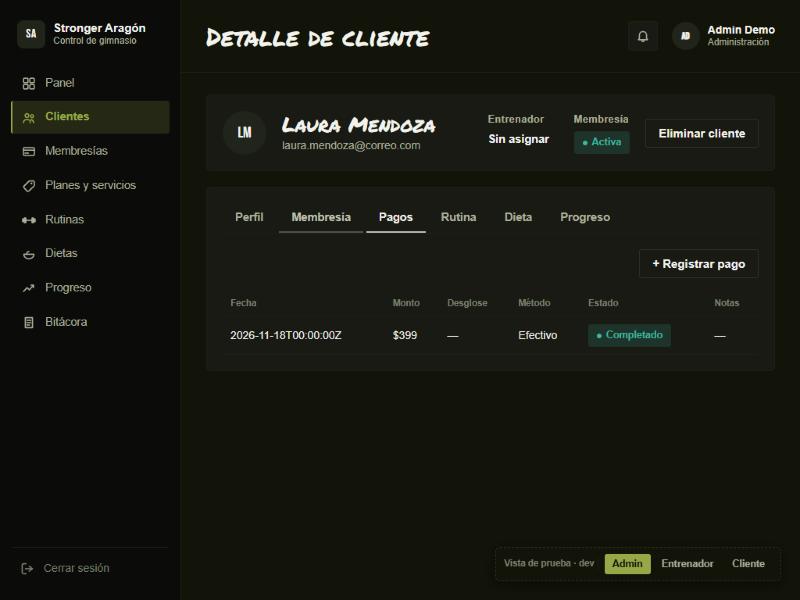 SA
Stronger Aragón
Control de gimnasio
Panel
Clientes
Membresías
Planes y servicios
Rutinas
Dietas
Progreso
Bitácora
Cerrar sesión
Detalle de cliente
AD
Admin Demo
Administración
LM
Laura Mendoza
laura.mendoza@correo.com
Entrenador
Sin asignar
Membresía
Activa
Eliminar cliente
Perfil
Membresía
Pagos
Rutina
Dieta
Progreso
+ Registrar pago
Fecha Monto Desglose Método Estado Notas
2026-11-18T00:00:00Z $399 — Efectivo Completado —
Vista de prueba · dev
Admin
Entrenador
Cliente